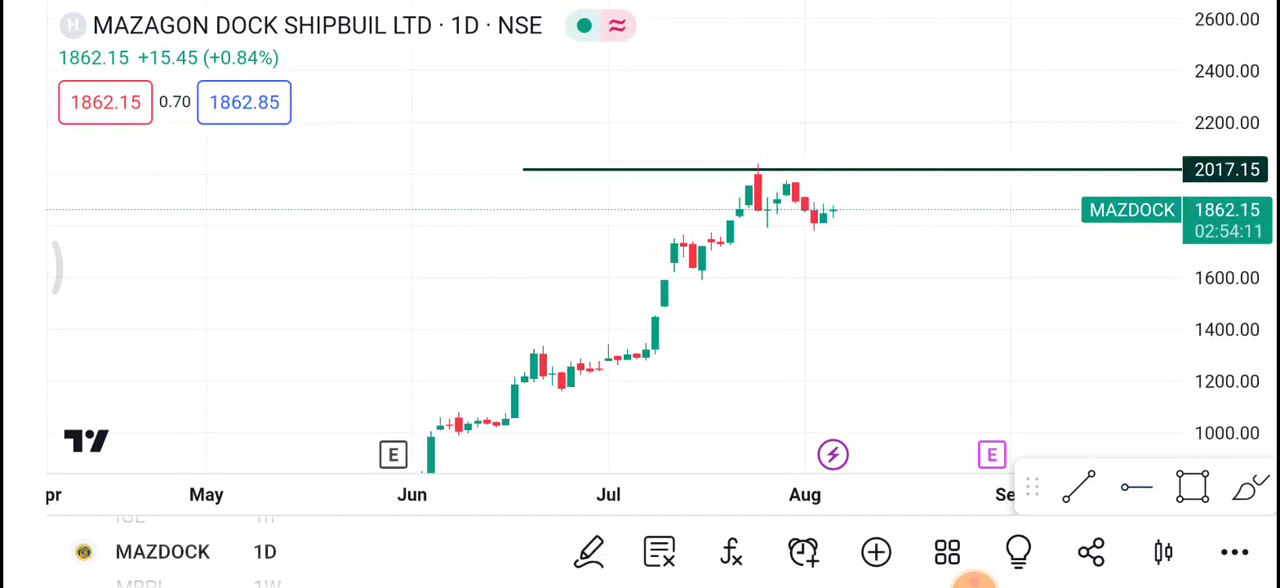 H MAZAGON DOCK SHIPBUIL LTD · 1D · NSE
1862.15 +15.45 (+0.84%)
1862.15 0.70 1862.85
2600.00
2400.00
2200.00
2017.15
MAZDOCK 1862.15
02:54:11
1600.00
1400.00
1200.00
1000.00
E E
pr May Jun Jul Aug Se
MAZDOCK 1D